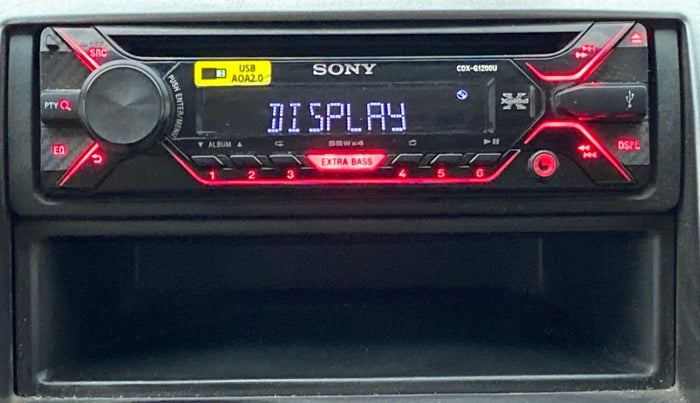 SRC
USB
AOA2.0
SONY
CDX-G1200U
PTY
PUSH ENTER/MENU
DISPLAY
EQ
▼ ALBUM ▲
55W×4
DSPL
EXTRA BASS
1 2 3 4 5 6